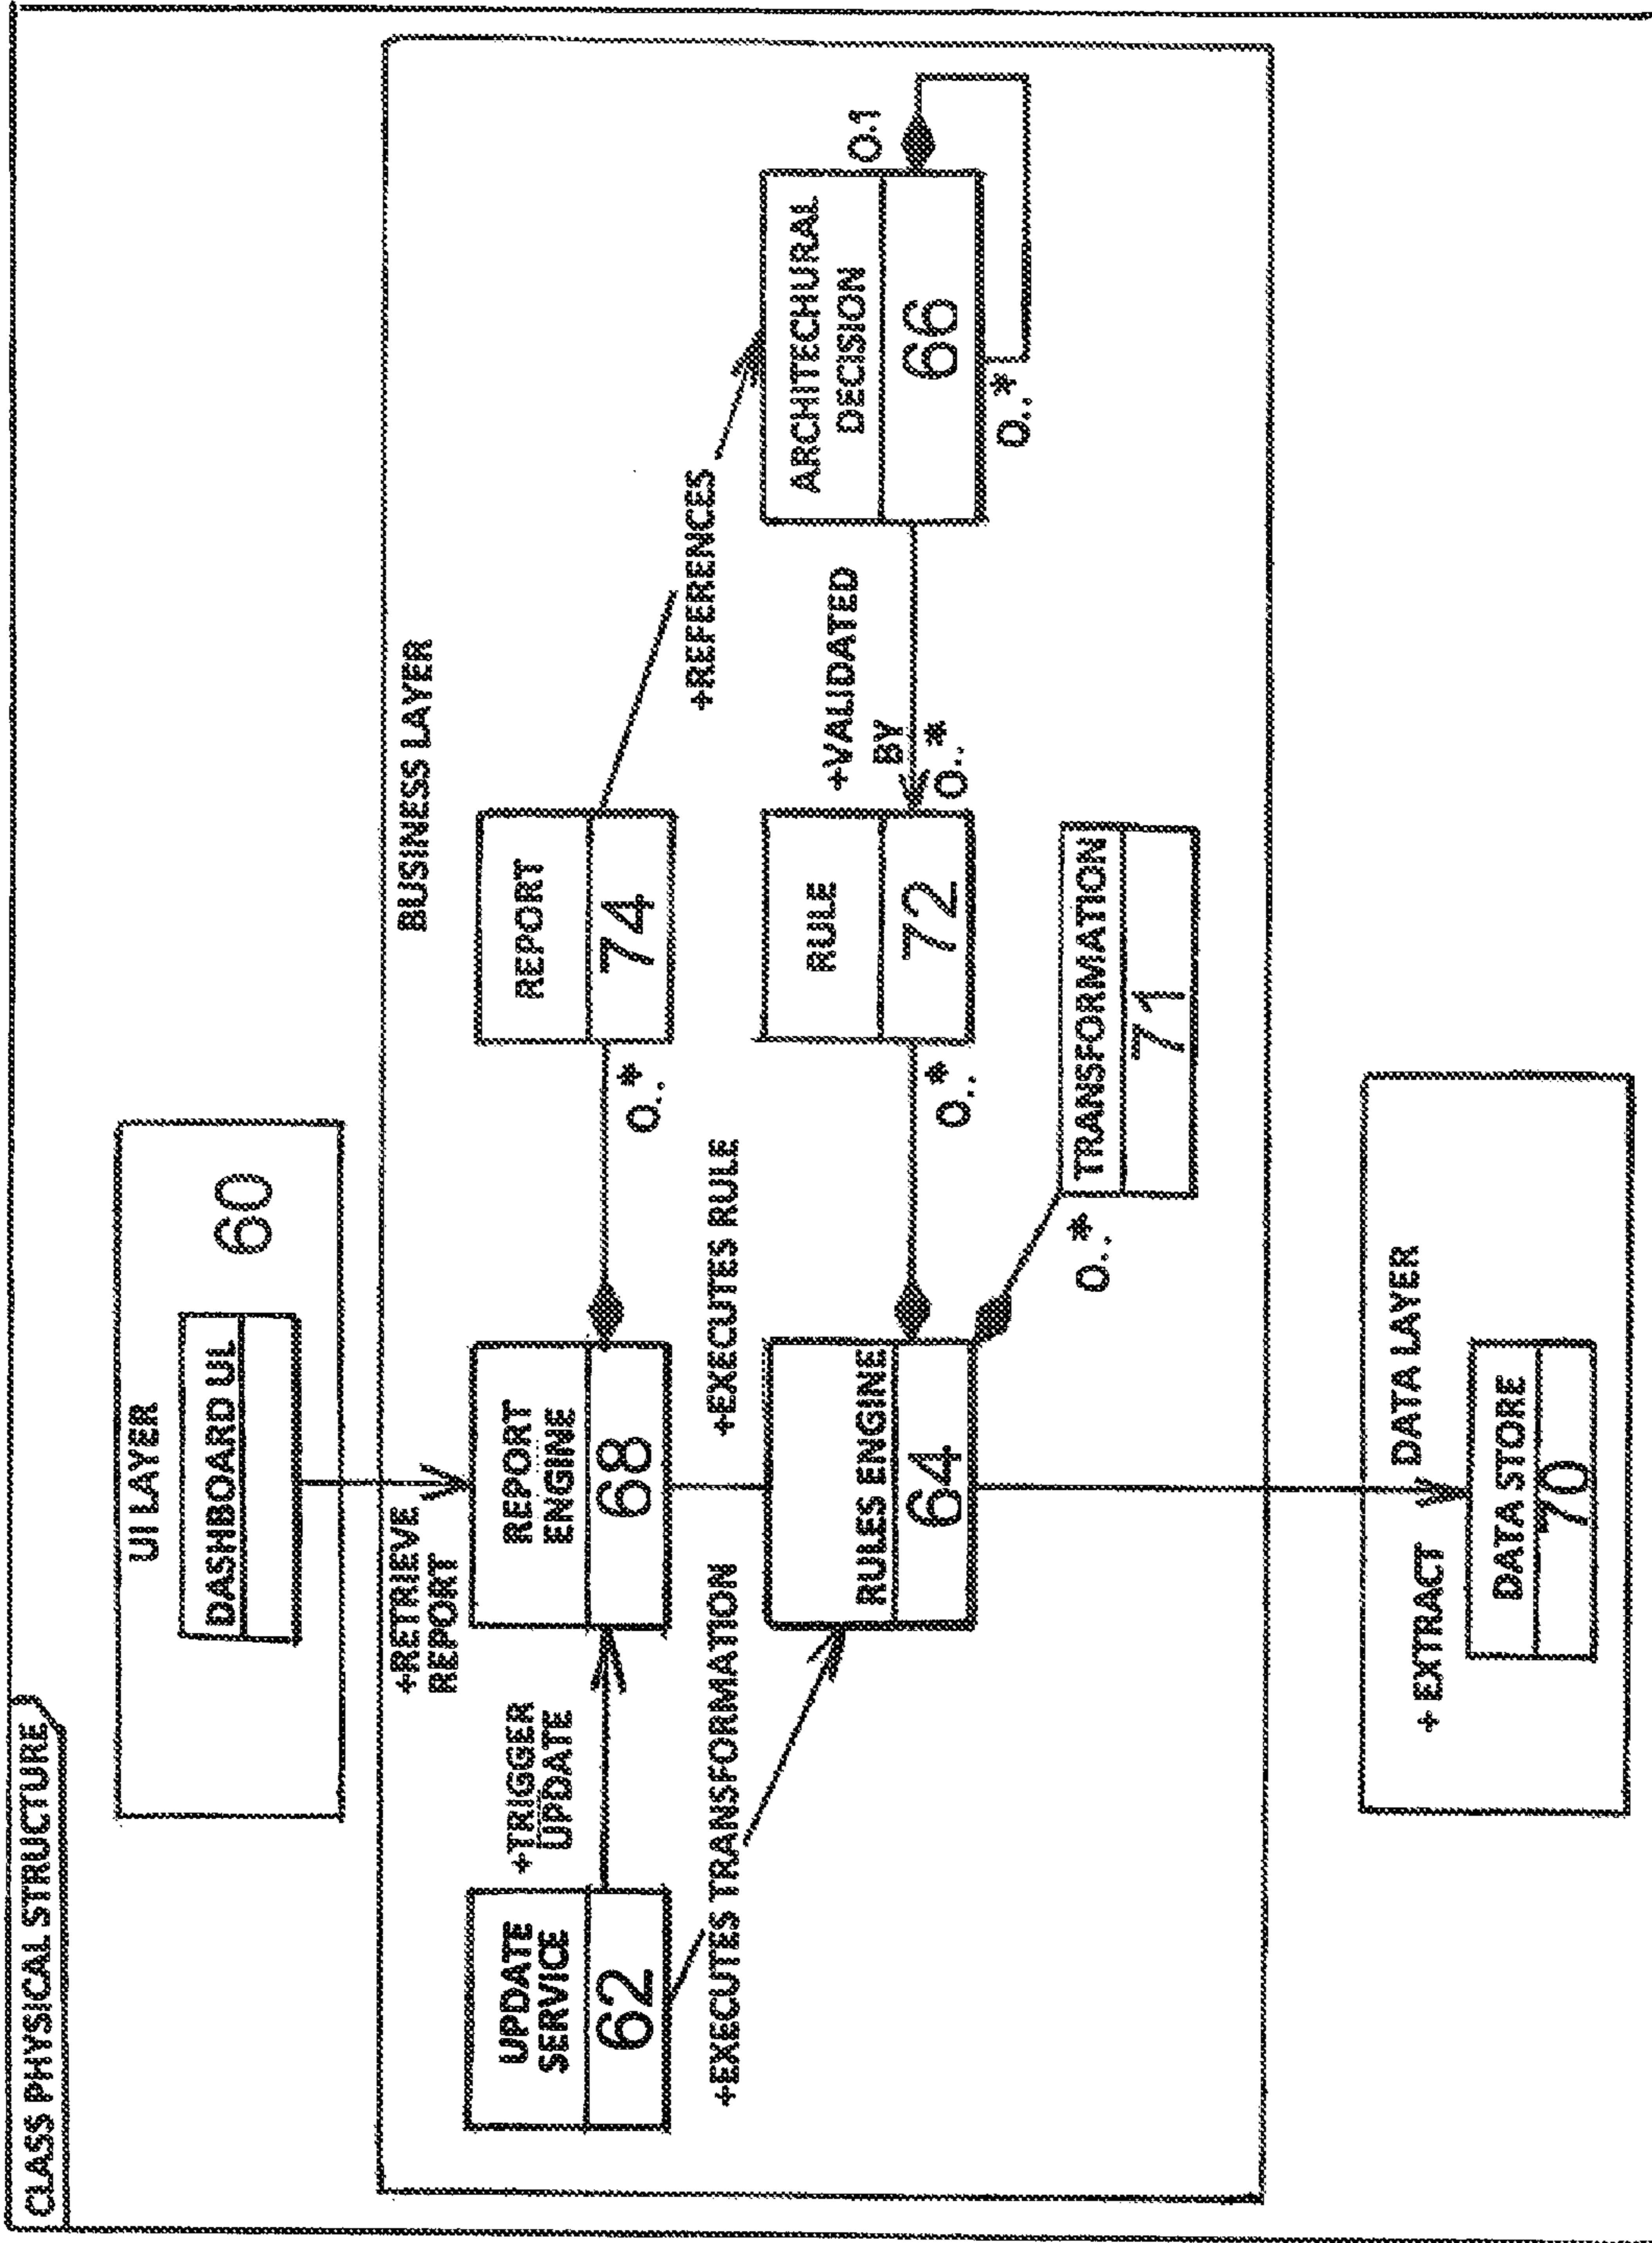 CLASS PHYSICAL STRUCTURE
UI LAYER
DASHBOARD UL
60
+RETRIEVE
REPORT
BUSINESS LAYER
UPDATE
SERVICE
62
+TRIGGER
UPDATE
REPORT
ENGINE
68
0..*
REPORT
74
+REFERENCES
+EXECUTES TRANSFORMATION
+EXECUTES RULE
RULES ENGINE
64
0..*
RULE
72
+VALIDATED
BY
0..*
ARCHITECHURAL
DECISION
66
0.1
0..*
0..*
TRANSFORMATION
71
+ EXTRACT
DATA LAYER
DATA STORE
70